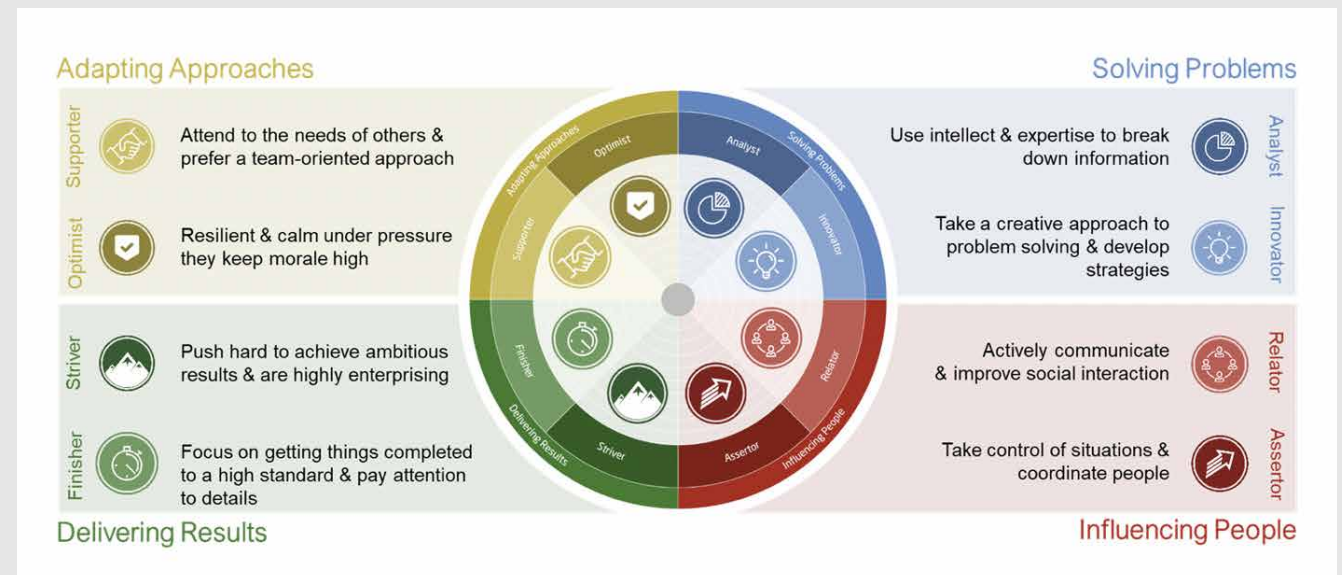 Adapting Approaches
Supporter
Attend to the needs of others &
prefer a team-oriented approach
Optimist
Resilient & calm under pressure
they keep morale high
Striver
Push hard to achieve ambitious
results & are highly enterprising
Finisher
Focus on getting things completed
to a high standard & pay attention
to details
Delivering Results
Adapting Approaches
Optimist
Supporter
Analyst
Solving Problems
Innovator
Finisher
Delivering Results
Striver
Relator
Influencing People
Assertor
Solving Problems
Use intellect & expertise to break
down information
Analyst
Take a creative approach to
problem solving & develop
strategies
Innovator
Actively communicate
& improve social interaction
Relator
Take control of situations &
coordinate people
Assertor
Influencing People